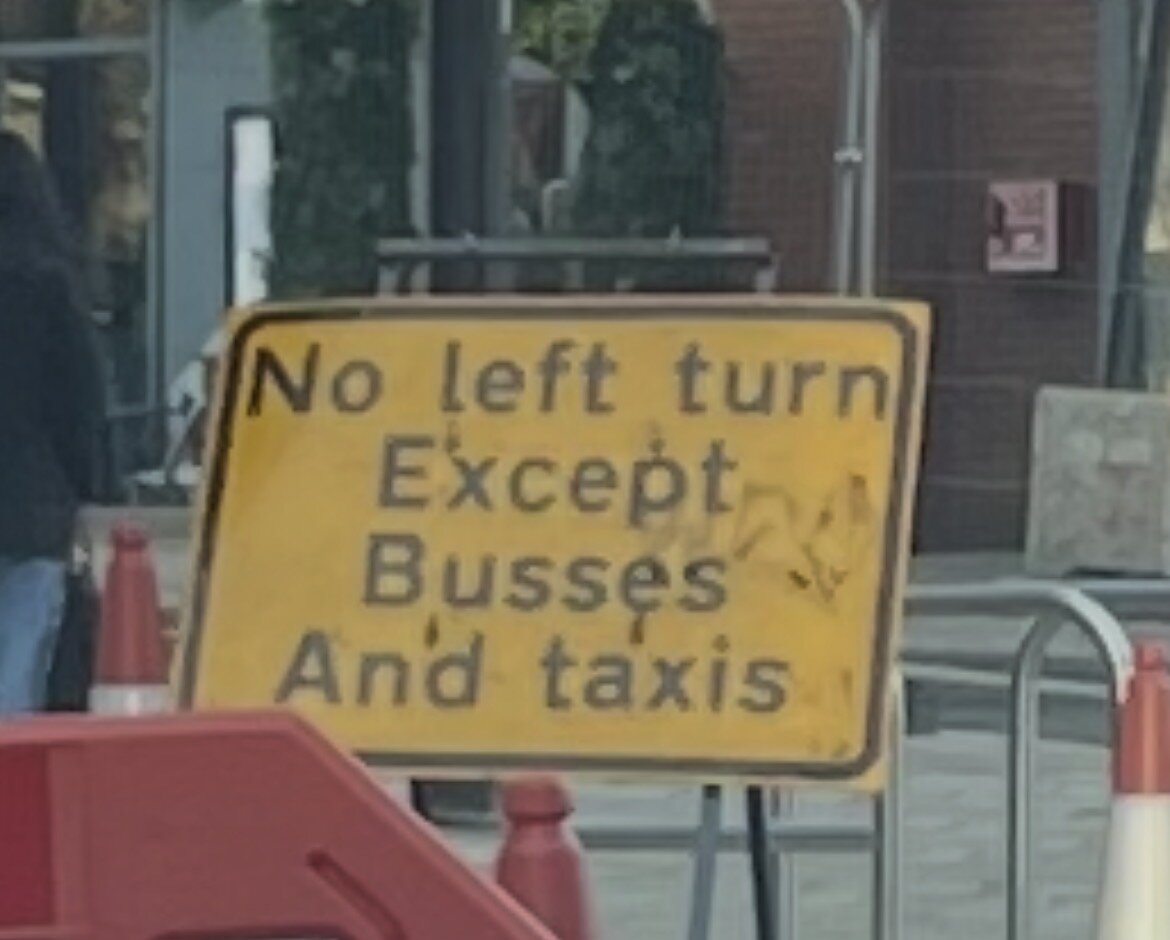 No left turn
Except
Busses
And taxis